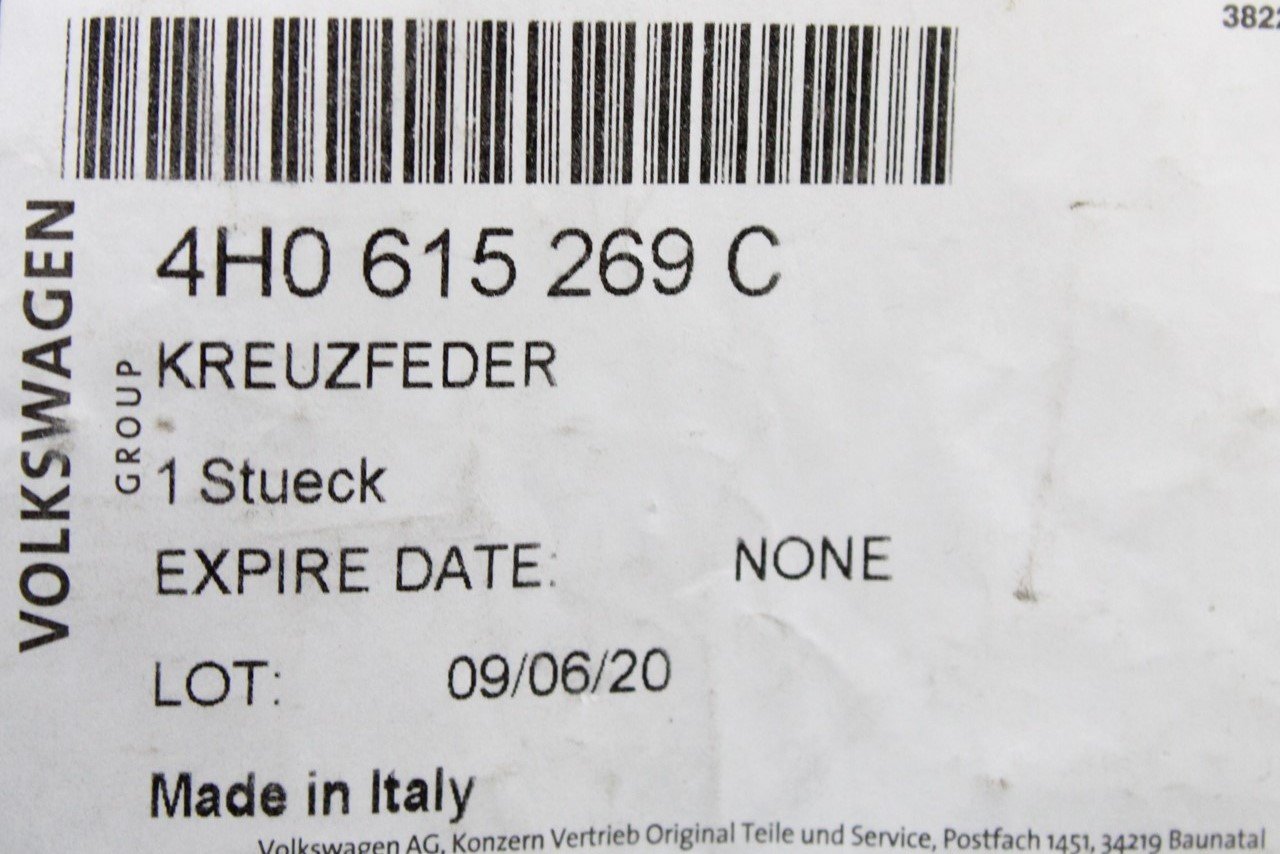 382
4H0 615 269 C
KREUZFEDER
VOLKSWAGEN
GROUP
1 Stueck
EXPIRE DATE: NONE
LOT: 09/06/20
Made in Italy
Volkswagen AG, Konzern Vertrieb Original Teile und Service, Postfach 1451, 34219 Baunatal